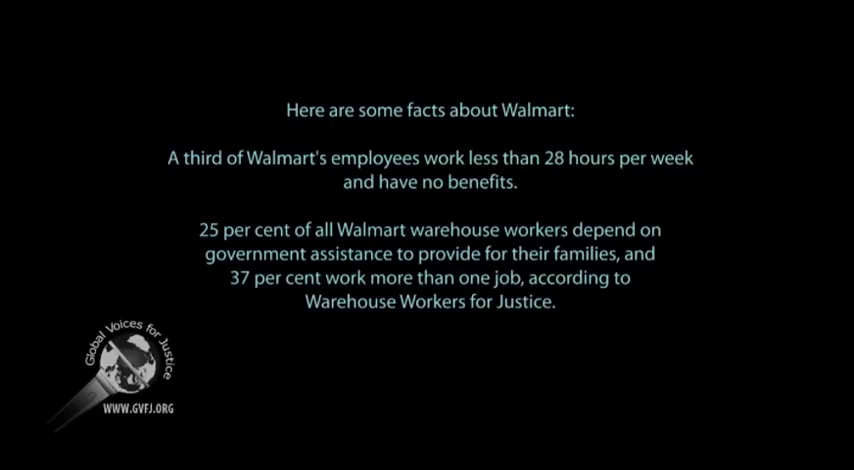 Here are some facts about Walmart:
A third of Walmart's employees work less than 28 hours per week
and have no benefits.
25 per cent of all Walmart warehouse workers depend on
government assistance to provide for their families, and
37 per cent work more than one job, according to
Warehouse Workers for Justice.
Global Voices for Justice
WWW.GVFJ.ORG